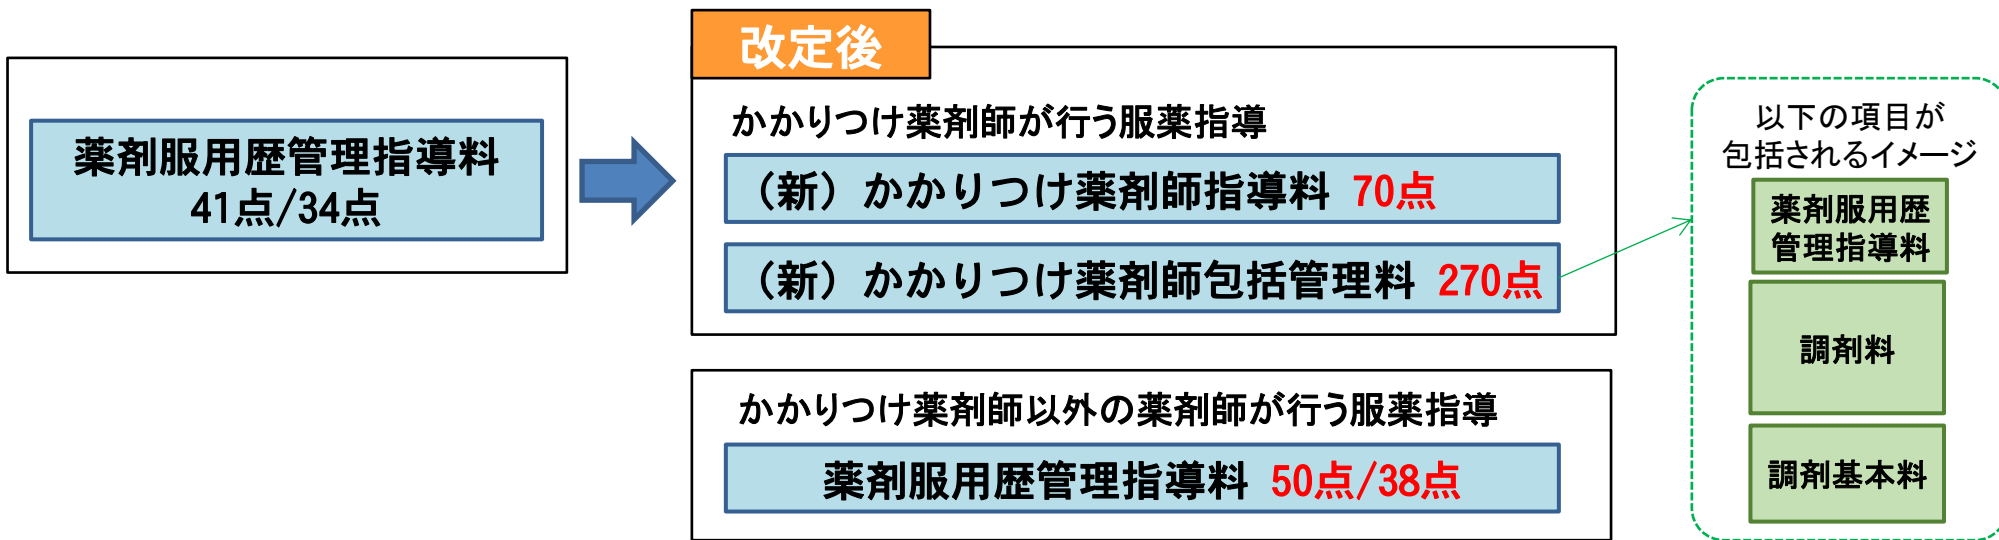 薬剤服用歴管理指導料
41点/34点
改定後
かかりつけ薬剤師が行う服薬指導
（新）かかりつけ薬剤師指導料 70点
（新）かかりつけ薬剤師包括管理料 270点
かかりつけ薬剤師以外の薬剤師が行う服薬指導
薬剤服用歴管理指導料 50点/38点
以下の項目が
包括されるイメージ
薬剤服用歴
管理指導料
調剤料
調剤基本料